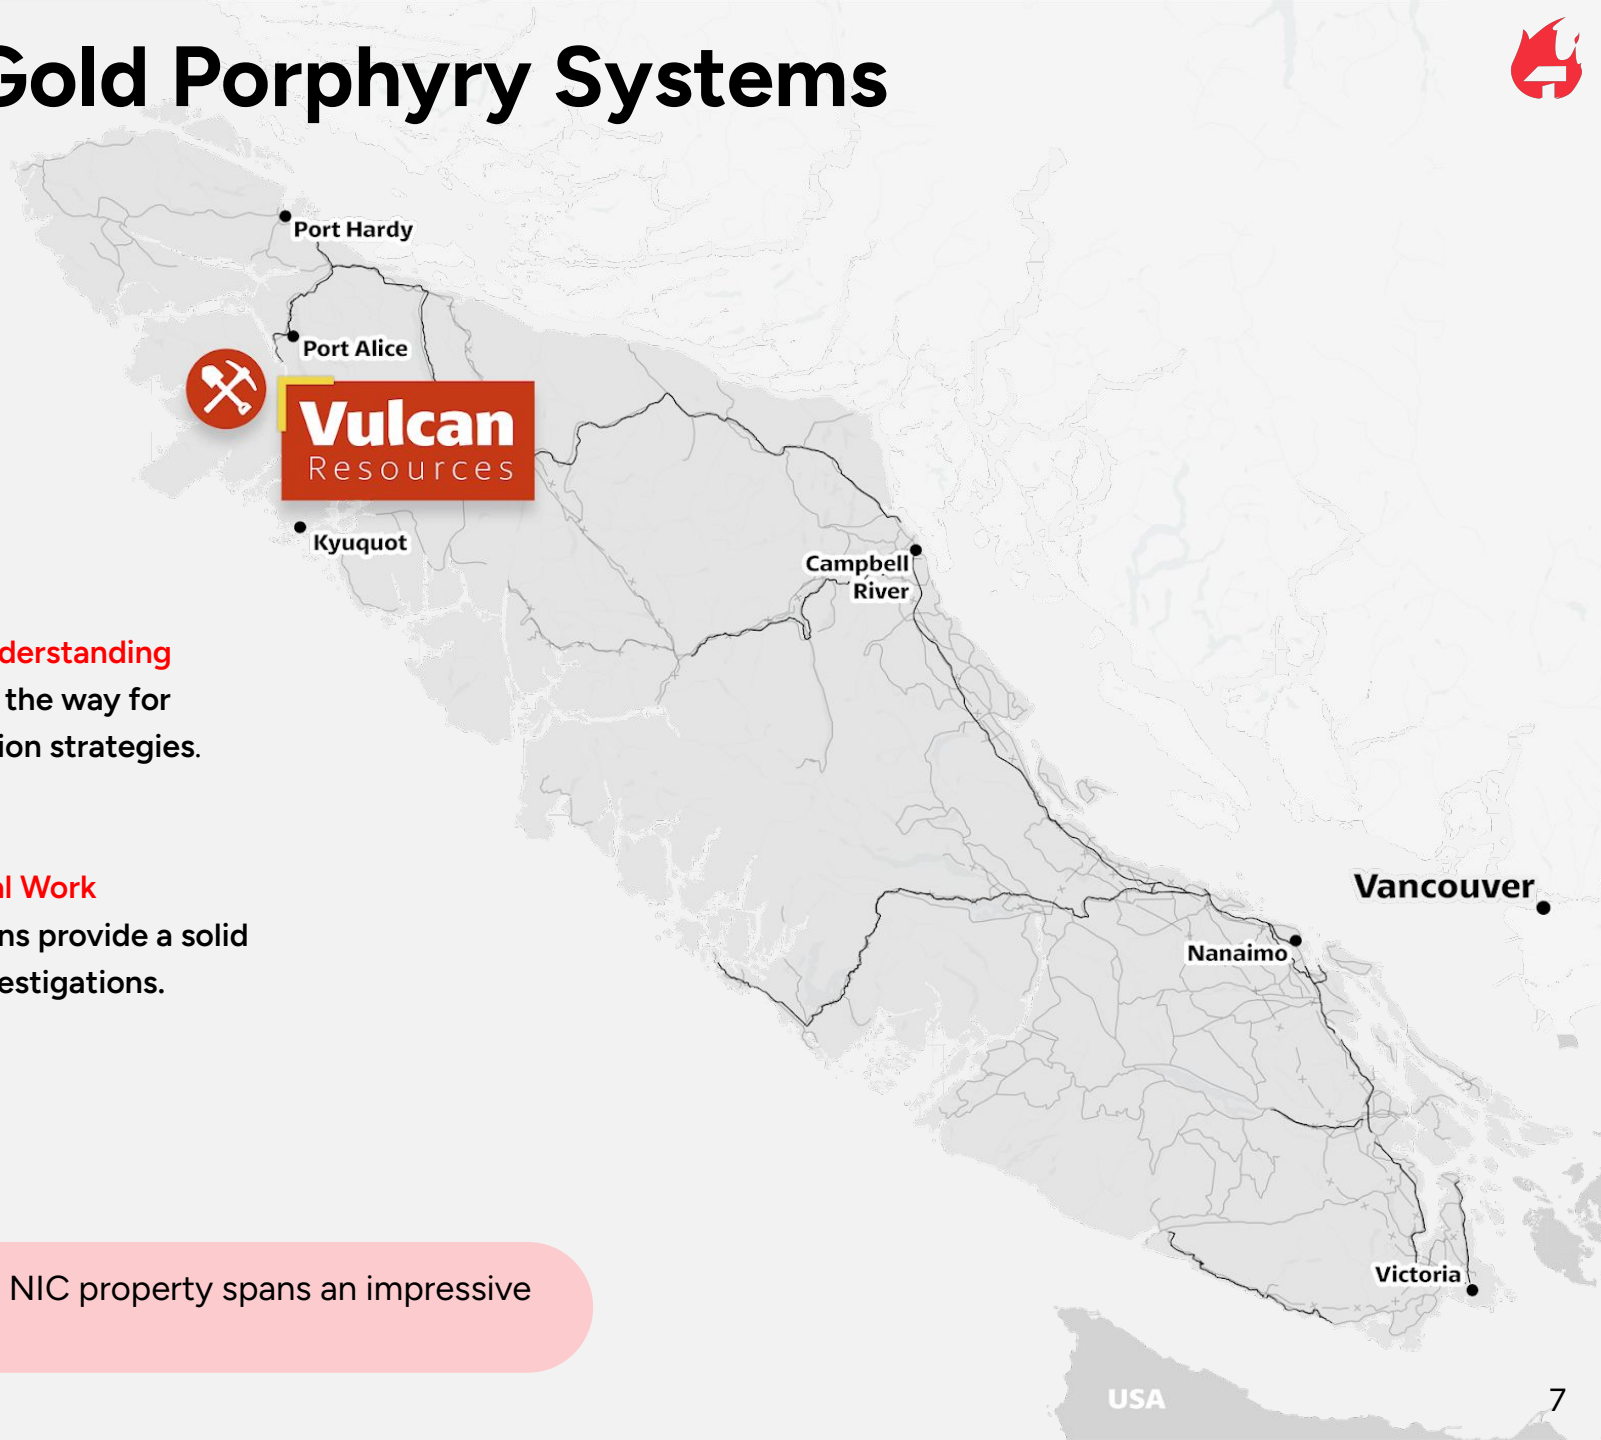 Gold Porphyry Systems
Port Hardy
Port Alice
Vulcan
Resources
Kyuquot
Campbell
River
derstanding
the way for
ion strategies.
Vancouver
l Work
ns provide a solid
Nanaimo
estigations.
Victoria
NIC property spans an impressive
USA
7